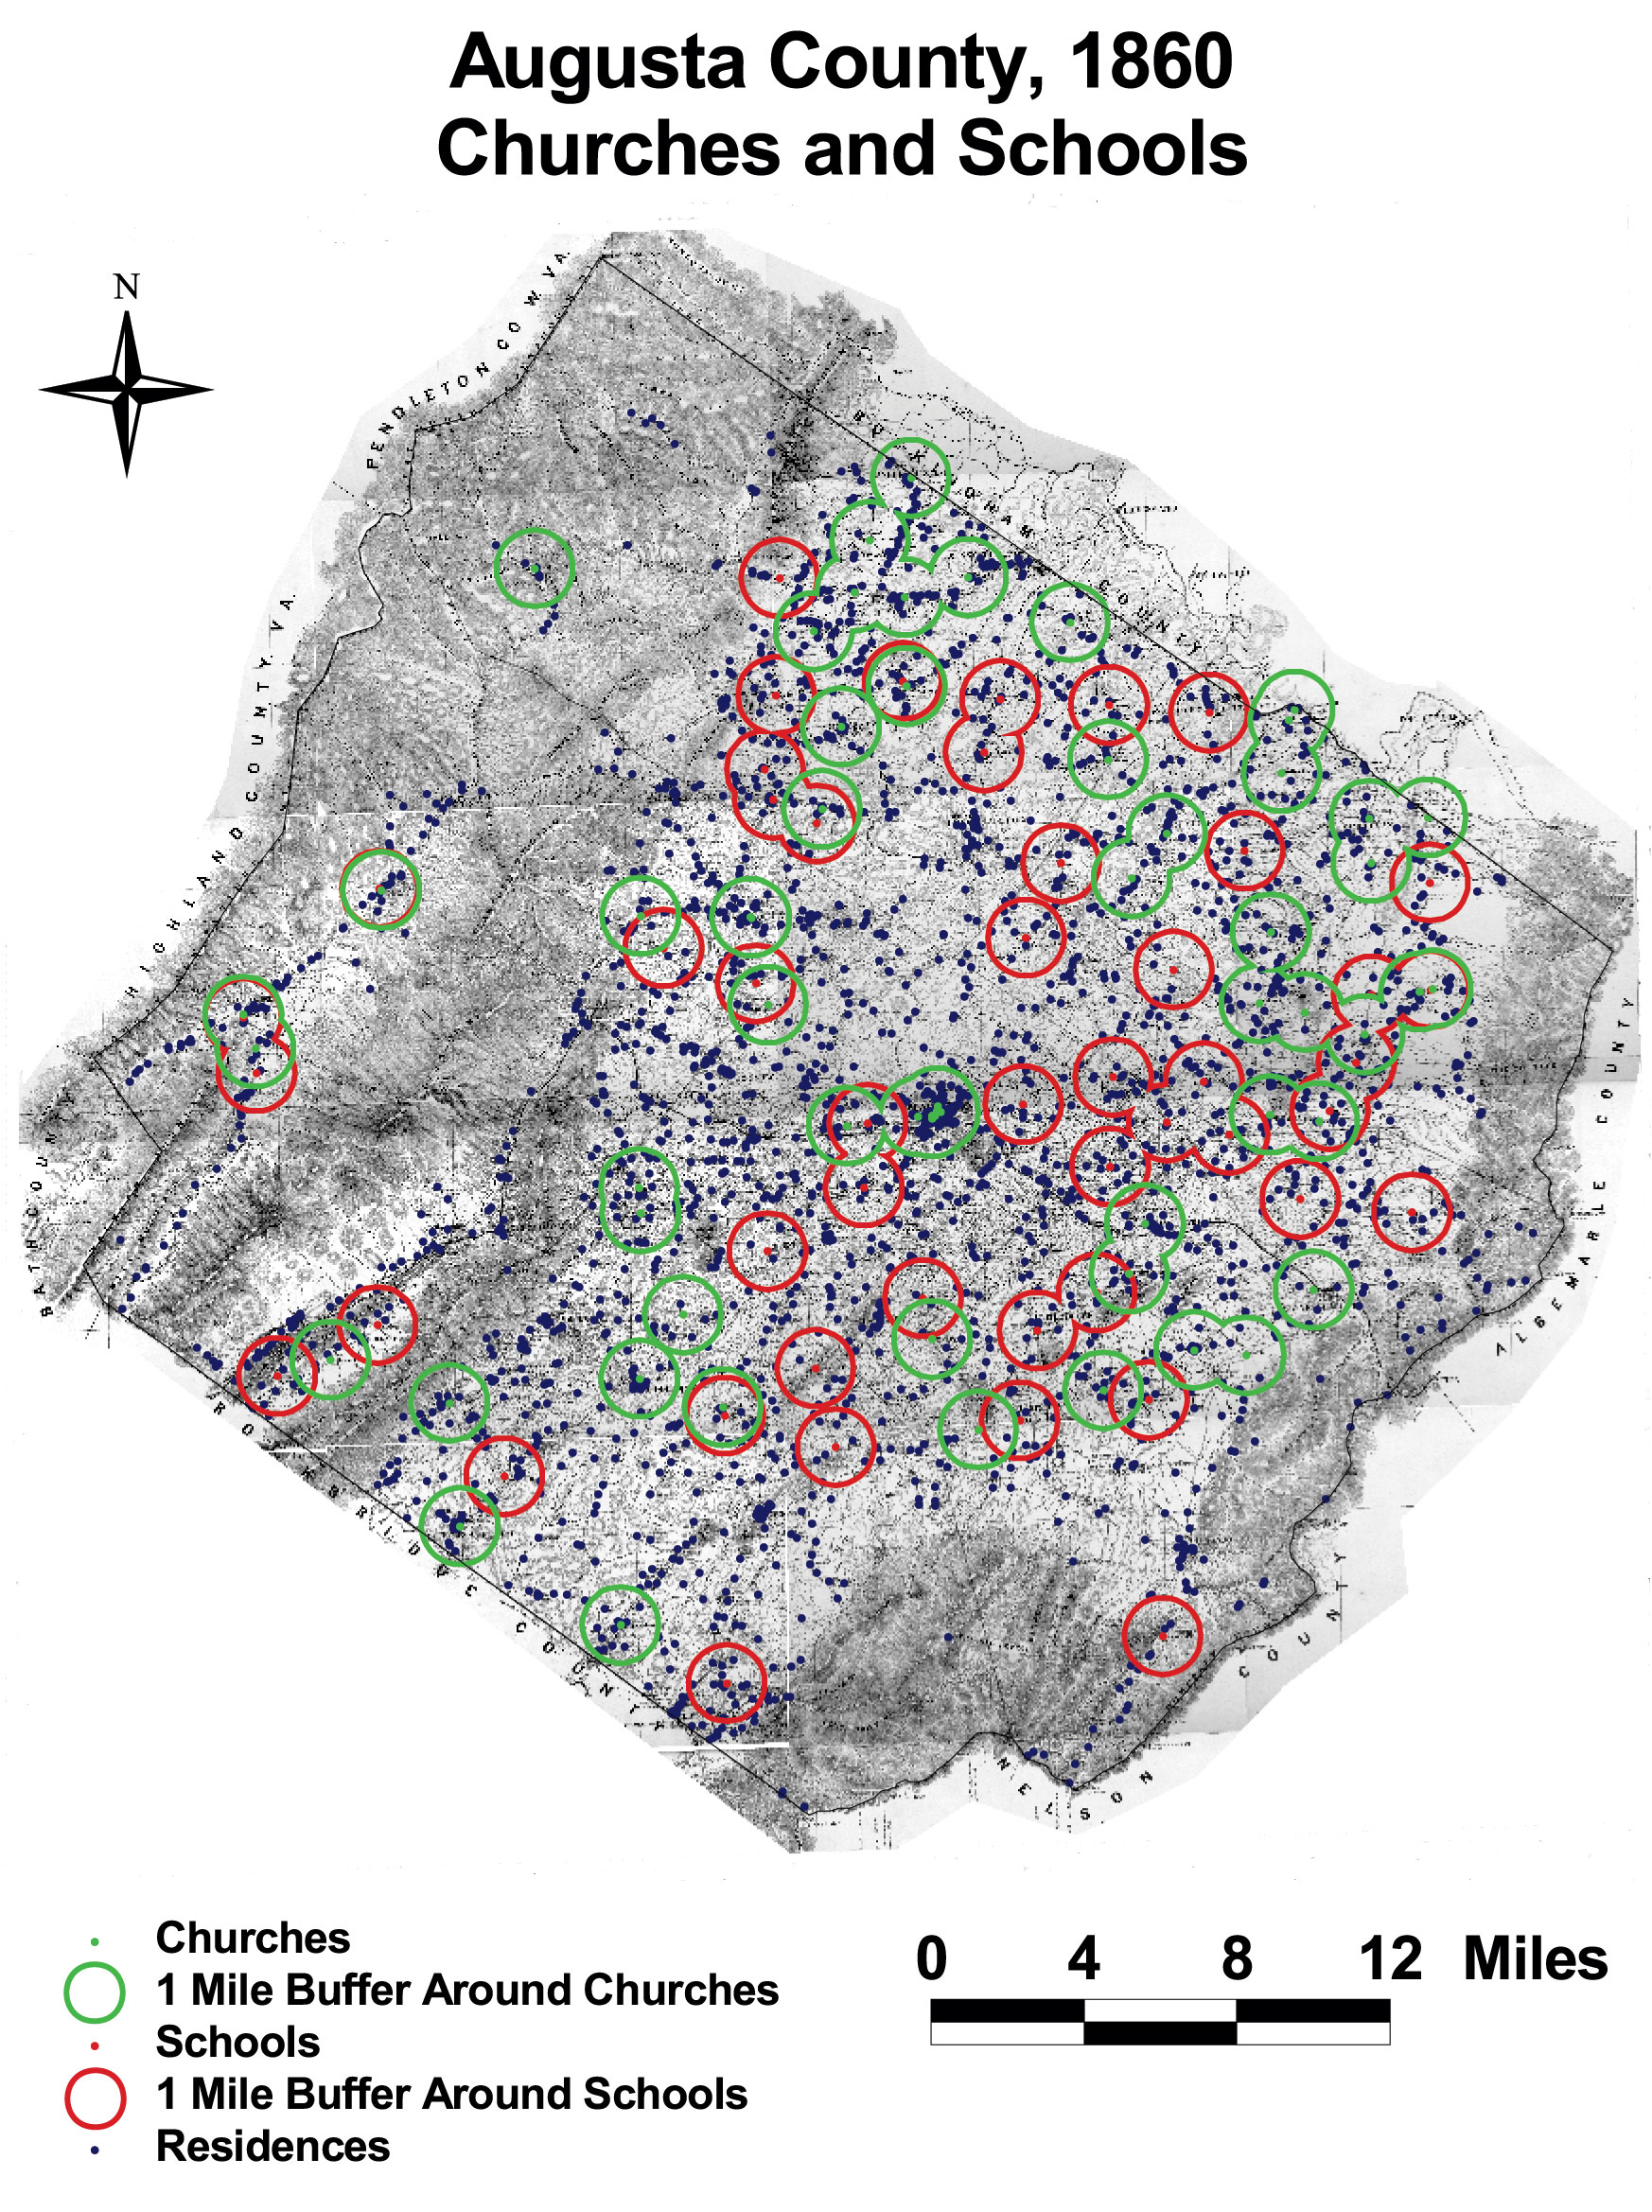 Augusta County, 1860
Churches and Schools
N
PENDLETON CO W. VA.
ROCKINGHAM COUNTY
HIGHLAND COUNTY VA.
BATH COUNTY
ALBEMARLE COUNTY
ROCKBRIDGE COUNTY
NELSON COUNTY
Churches
1 Mile Buffer Around Churches
Schools
1 Mile Buffer Around Schools
Residences
0 4 8 12 Miles